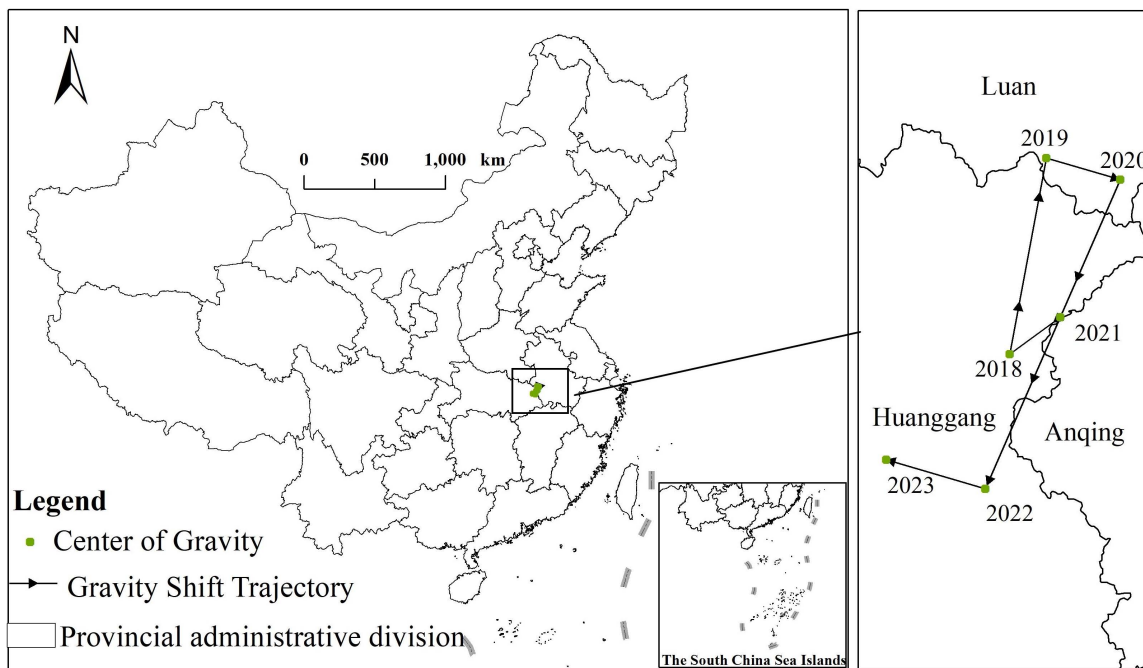 N
0 500 1,000 km
Legend
Center of Gravity
Gravity Shift Trajectory
Provincial administrative division
The South China Sea Islands
Luan
2019
2020
2021
2018
Huanggang
Anqing
2023
2022